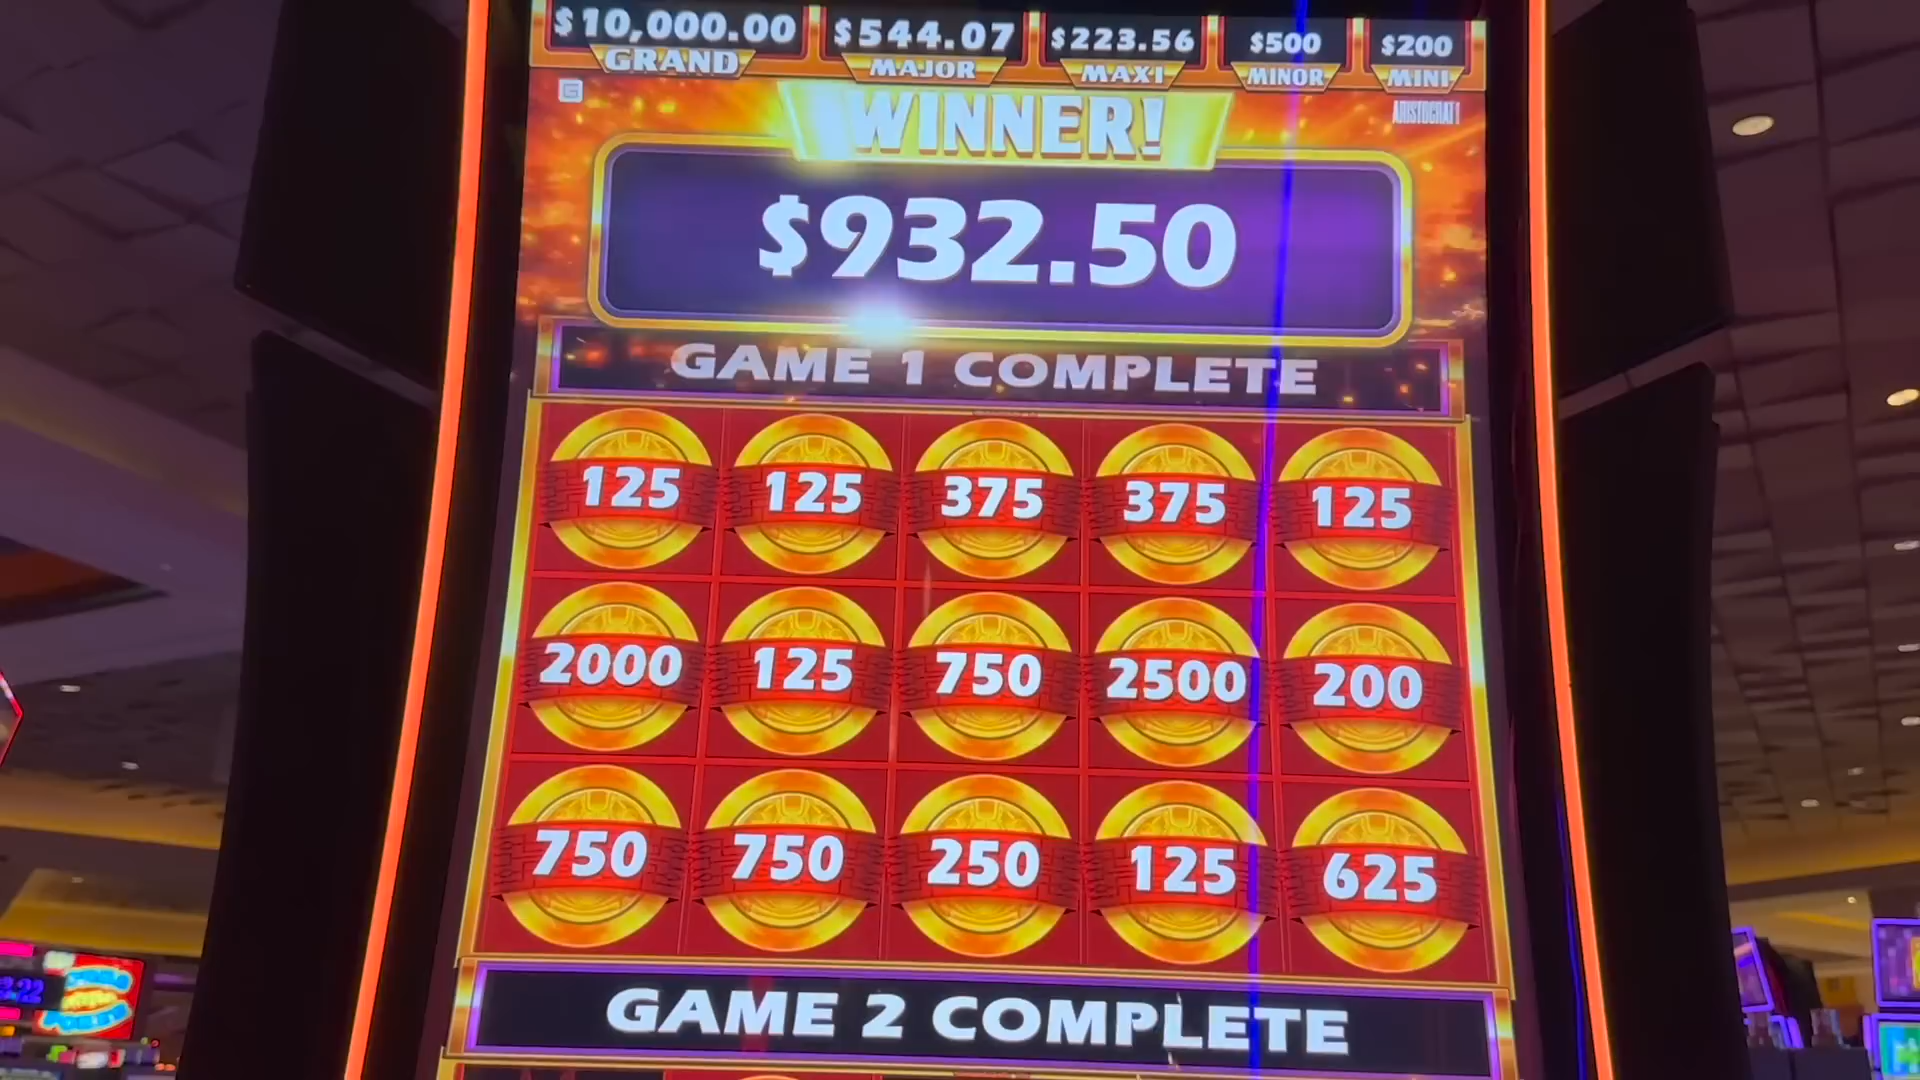 $10,000.00 $544.07 $223.56 $500 $200
GRAND MAJOR MAXI MINOR MINI
G
ARISTOCRAT
WINNER!
$932.50
GAME 1 COMPLETE
125 125 375 375 125
2000 125 750 2500 200
750 750 250 125 625
GAME 2 COMPLETE